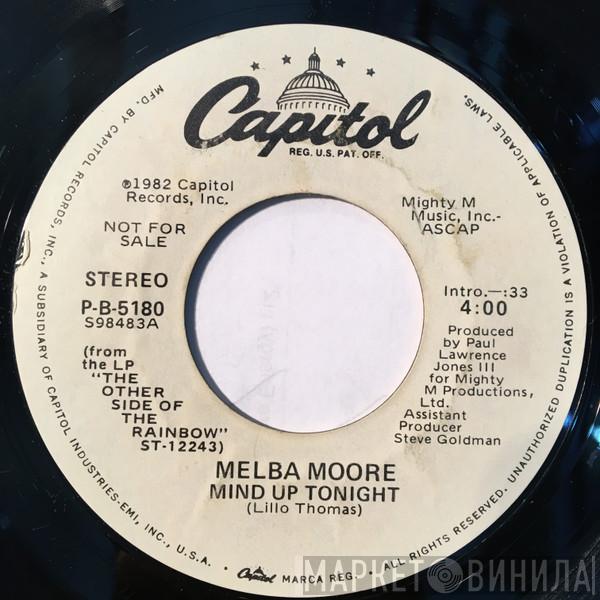 Capitol
REG. U.S. PAT. OFF.
℗1982 Capitol
Records, Inc.
NOT FOR
SALE
STEREO
P-B-5180
S98483A
(from
the LP
"THE
OTHER
SIDE OF
THE
RAINBOW"
ST-12243)
Mighty M
Music, Inc.-
ASCAP
Intro.—:33
4:00
Produced
by Paul
Lawrence
Jones III
for Mighty
M Productions,
Ltd.
Assistant
Producer
Steve Goldman
MELBA MOORE
MIND UP TONIGHT
(Lillo Thomas)
MFD. BY CAPITOL RECORDS, INC., A SUBSIDIARY OF CAPITOL INDUSTRIES-EMI, INC., U.S.A. • Capitol MARCA REG. • ALL RIGHTS RESERVED. UNAUTHORIZED DUPLICATION IS A VIOLATION OF APPLICABLE LAWS.
МАРКЕТ ВИНИЛА